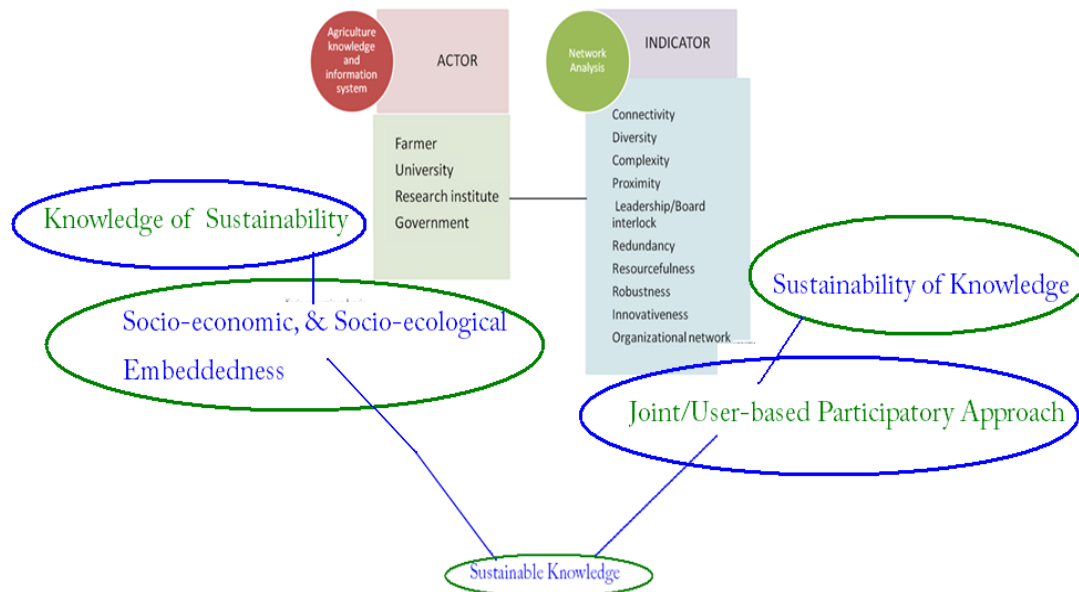 Agriculture
knowledge
and
information
system
ACTOR
Farmer
University
Research institute
Government
Network
Analysis
INDICATOR
Connectivity
Diversity
Complexity
Proximity
Leadership/Board
interlock
Redundancy
Resourcefulness
Robustness
Innovativeness
Organizational network
Knowledge of Sustainability
Socio-economic, & Socio-ecological
Embeddedness
Sustainability of Knowledge
Joint/User-based Participatory Approach
Sustainable Knowledge